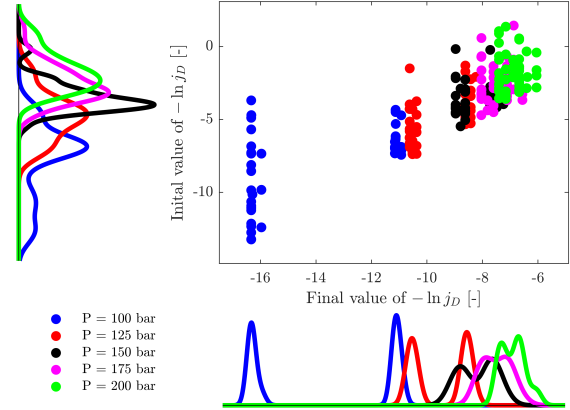 0
-5
-10
Inital value of − ln j_D [-]
-16 -14 -12 -10 -8 -6
Final value of − ln j_D [-]
P = 100 bar
P = 125 bar
P = 150 bar
P = 175 bar
P = 200 bar